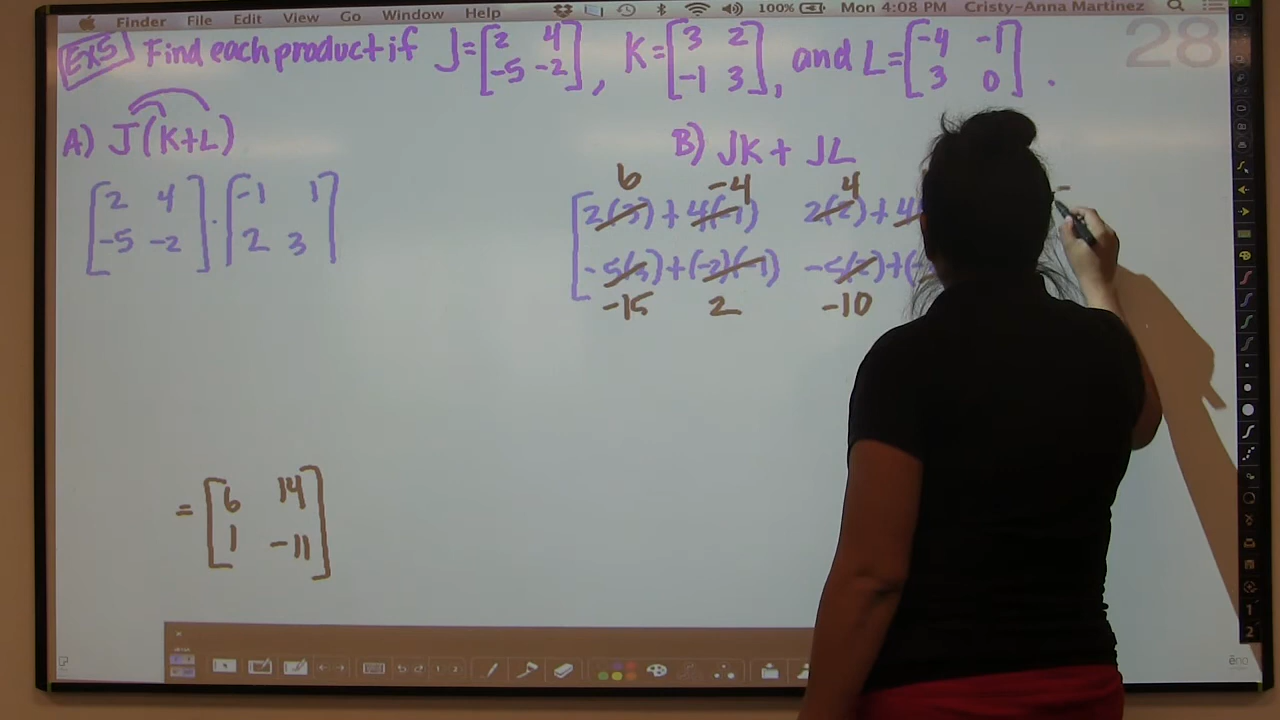 Finder File Edit View Go Window Help 100% Mon 4:08 PM Cristy-Anna Martinez
28
EX5 Find each product if J=[2 4 -5 -2], K=[3 2 -1 3], and L=[-4 -1 3 0].
A) J(K+L)
B) JK + JL
6 -4 4 -
[2 4 [-1 1] 2(3) + 4(-1) 2(2) + 4
-5 -2] · 2 3 -5(3)+(-2)(-1) -5(2)+(-
-15 2 -10
= [6 14
1 -11]
1
2
eno